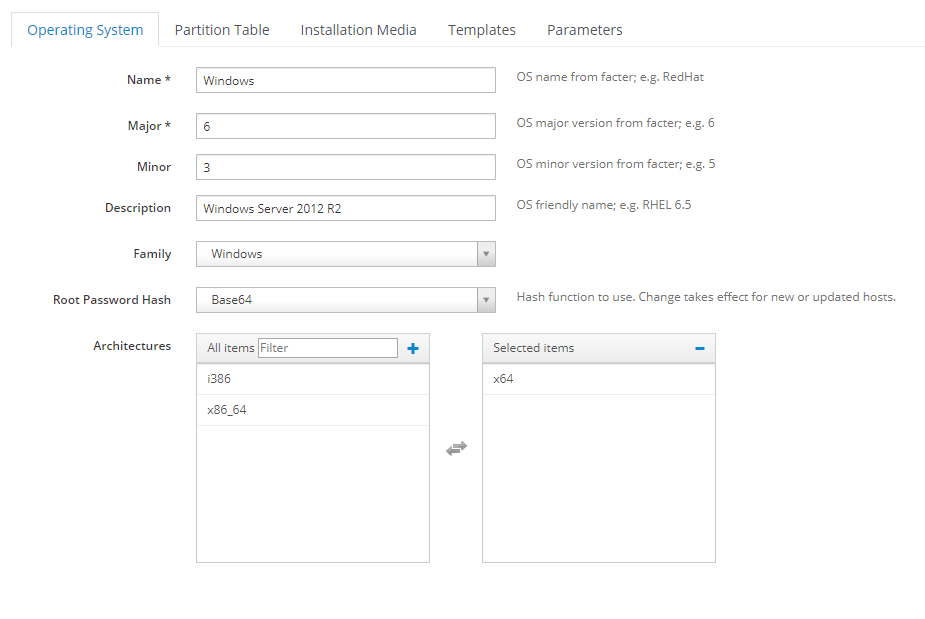 Operating System Partition Table Installation Media Templates Parameters
Name * Windows OS name from facter; e.g. RedHat
Major * 6 OS major version from facter; e.g. 6
Minor 3 OS minor version from facter; e.g. 5
Description Windows Server 2012 R2 OS friendly name; e.g. RHEL 6.5
Family Windows
Root Password Hash Base64 Hash function to use. Change takes effect for new or updated hosts.
Architectures All items Filter + Selected items −
i386 x64
x86_64